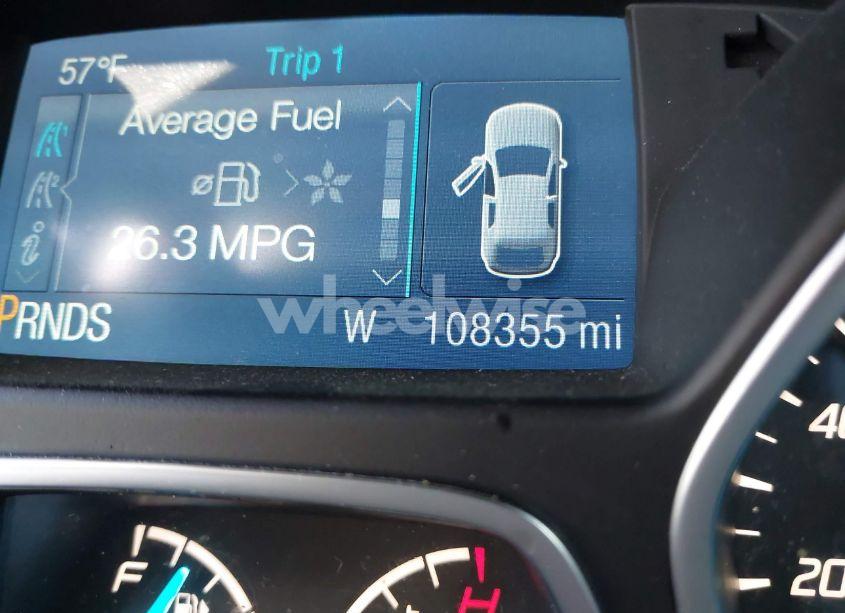 57°F Trip 1
Average Fuel
26.3 MPG
PRNDS W 108355 mi
wheelwise
40
20
F
H